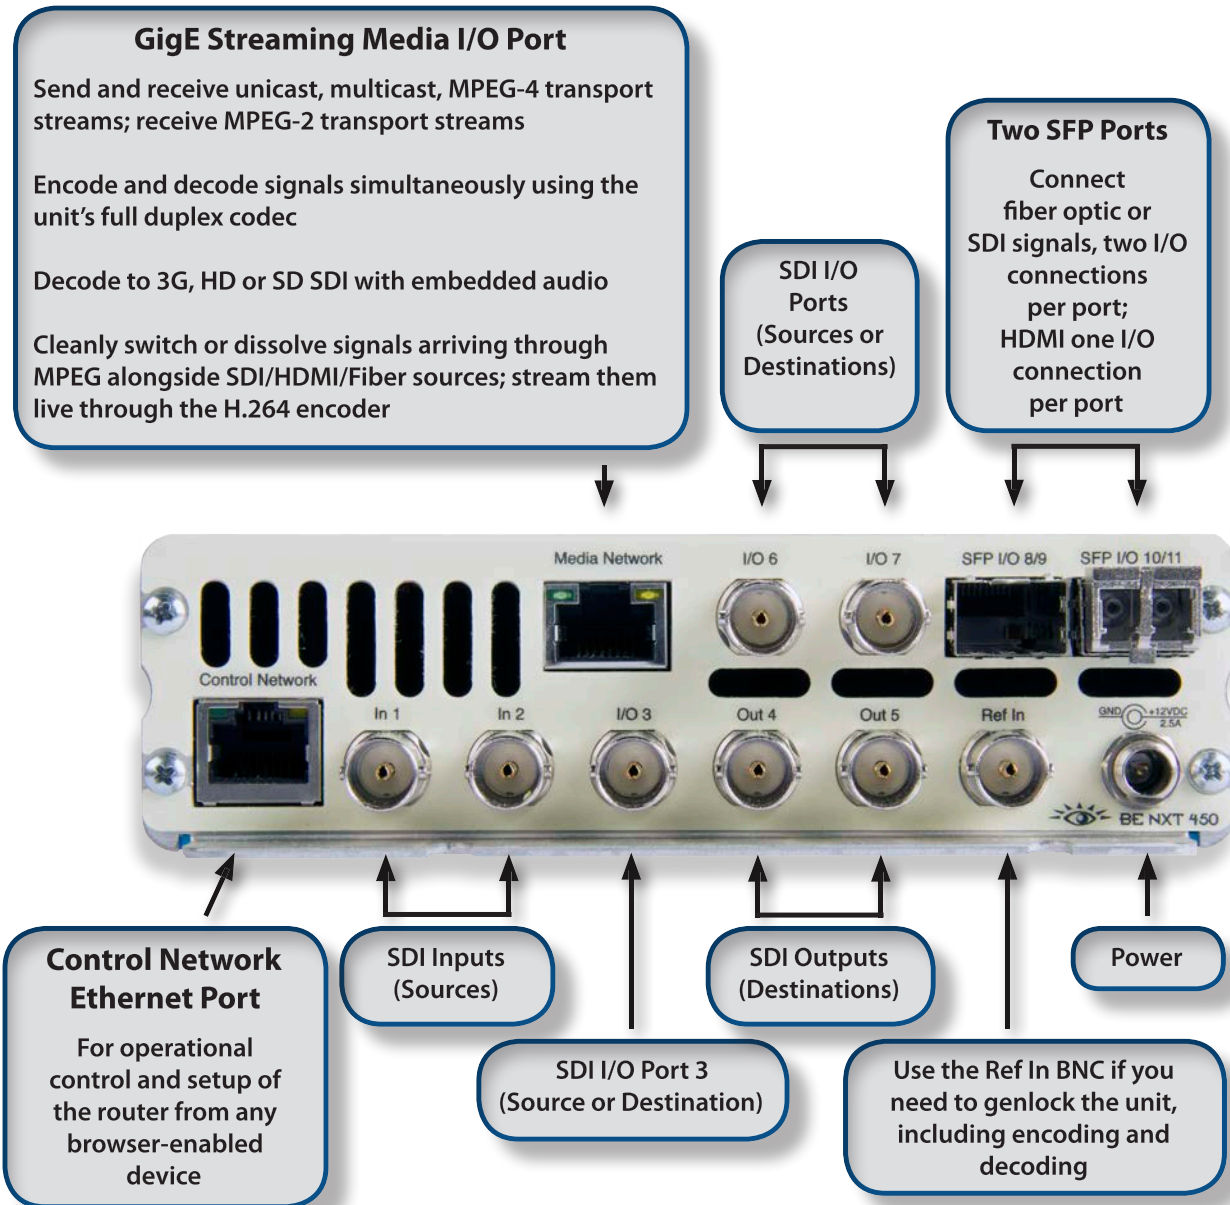 GigE Streaming Media I/O Port
Send and receive unicast, multicast, MPEG-4 transport
streams; receive MPEG-2 transport streams
Encode and decode signals simultaneously using the
unit's full duplex codec
Decode to 3G, HD or SD SDI with embedded audio
Cleanly switch or dissolve signals arriving through
MPEG alongside SDI/HDMI/Fiber sources; stream them
live through the H.264 encoder
SDI I/O
Ports
(Sources or
Destinations)
Two SFP Ports
Connect
fiber optic or
SDI signals, two I/O
connections
per port;
HDMI one I/O
connection
per port
Media Network
I/O 6
I/O 7
SFP I/O 8/9
SFP I/O 10/11
Control Network
In 1
In 2
I/O 3
Out 4
Out 5
Ref In
GND
+12VDC
2.5A
BE NXT 450
Control Network
Ethernet Port
For operational
control and setup of
the router from any
browser-enabled
device
SDI Inputs
(Sources)
SDI I/O Port 3
(Source or Destination)
SDI Outputs
(Destinations)
Use the Ref In BNC if you
need to genlock the unit,
including encoding and
decoding
Power